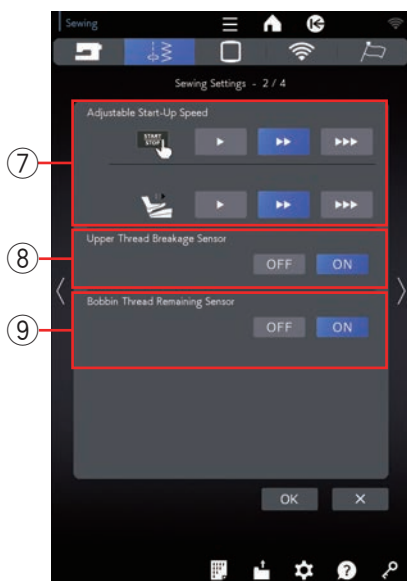 Sewing
Sewing Settings - 2 / 4
Adjustable Start-Up Speed
START
STOP
Upper Thread Breakage Sensor
OFF ON
Bobbin Thread Remaining Sensor
OFF ON
OK X
?
⑦
⑧
⑨